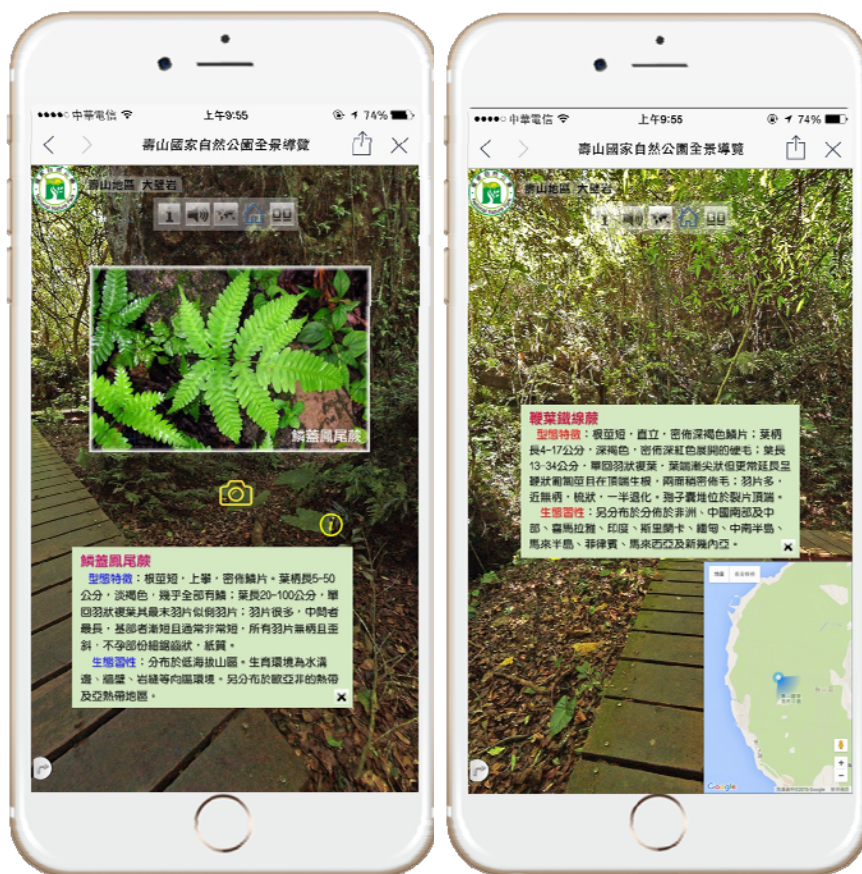 中華電信
上午9:55
74%
壽山國家自然公園全景導覽
壽山地區 大壁岩
鱗蓋鳳尾蕨
鱗蓋鳳尾蕨
型態特徵：根莖短，上攀，密佈鱗片。葉柄長5-50
公分，淡褐色，幾乎全部有鱗；葉長20-100公分，單
回羽狀複葉其最末羽片似側羽片；羽片很多，中間者
最長，基部者漸短且通常非常短，所有羽片無柄且歪
斜，不孕部份細鋸齒狀，紙質。
生態習性：分布於低海拔山區。生育環境為水溝
邊、牆壁、岩縫等向陽環境。另分布於歐亞非的熱帶
及亞熱帶地區。
中華電信
上午9:55
74%
壽山國家自然公園全景導覽
壽山地區 大壁岩
鞭葉鐵線蕨
型態特徵：根莖短，直立，密佈深褐色鱗片；葉柄
長4-17公分，深褐色，密佈深紅色展開的硬毛；葉長
13-34公分，單回羽狀複葉，葉端漸尖狀但更常延長呈
鞭狀匍匐莖且在頂端生根，兩面稍密佈毛；羽片多，
近無柄，梳狀，一半退化。孢子囊堆位於裂片頂端。
生態習性：另分布於分佈於非洲、中國南部及中
部、喜馬拉雅、印度、斯里蘭卡、緬甸、中南半島、
馬來半島、菲律賓、馬來西亞及新幾內亞。
地圖
Google